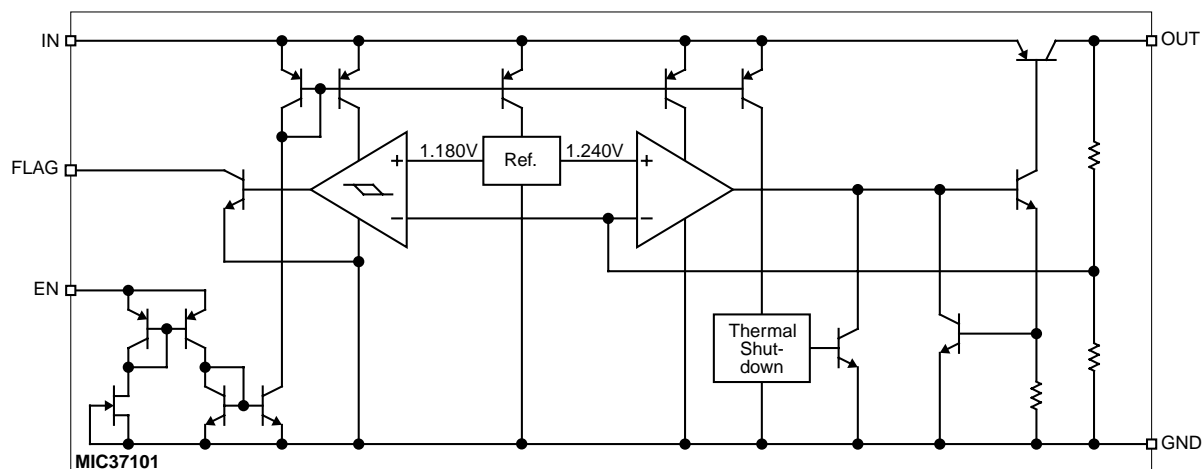 IN
OUT
FLAG
1.180V
Ref.
1.240V
+
+
−
−
EN
Thermal
Shut-
down
GND
MIC37101